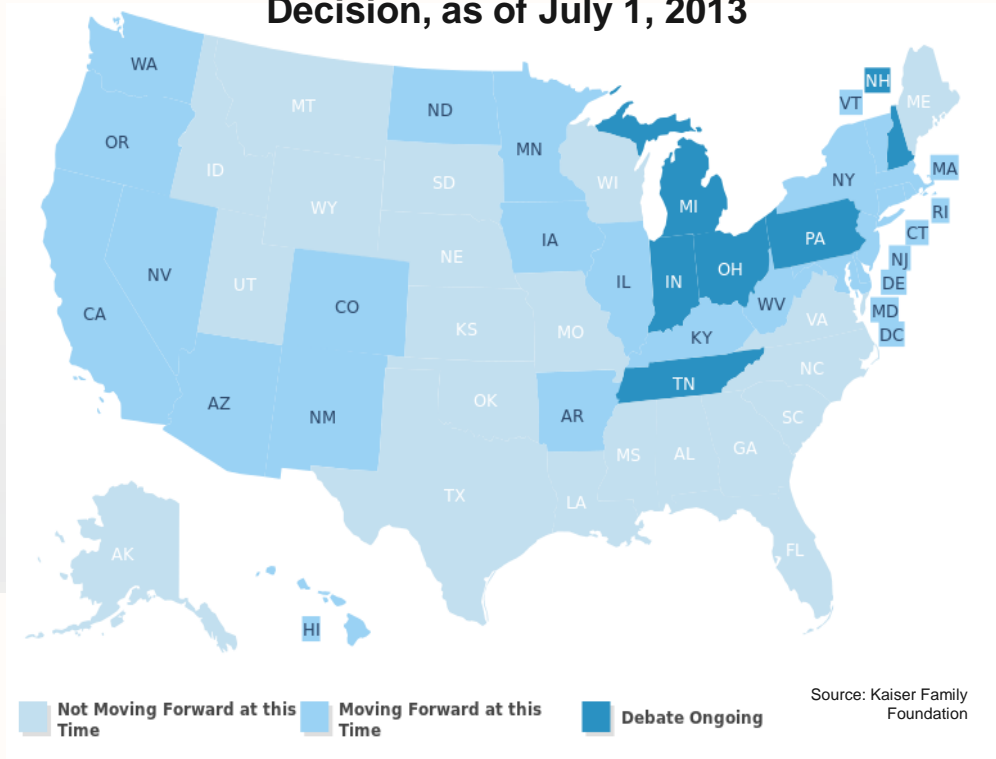 Decision, as of July 1, 2013
WA
MT
ND
MN
OR
ID
WY
SD
WI
MI
NH
VT
ME
NY
MA
RI
CT
NJ
DE
MD
DC
PA
NV
UT
CO
NE
IA
IL
IN
OH
WV
VA
CA
KS
MO
KY
NC
AZ
NM
OK
AR
TN
SC
MS
AL
GA
TX
LA
FL
AK
HI
Not Moving Forward at this
Time
Moving Forward at this
Time
Debate Ongoing
Source: Kaiser Family
Foundation